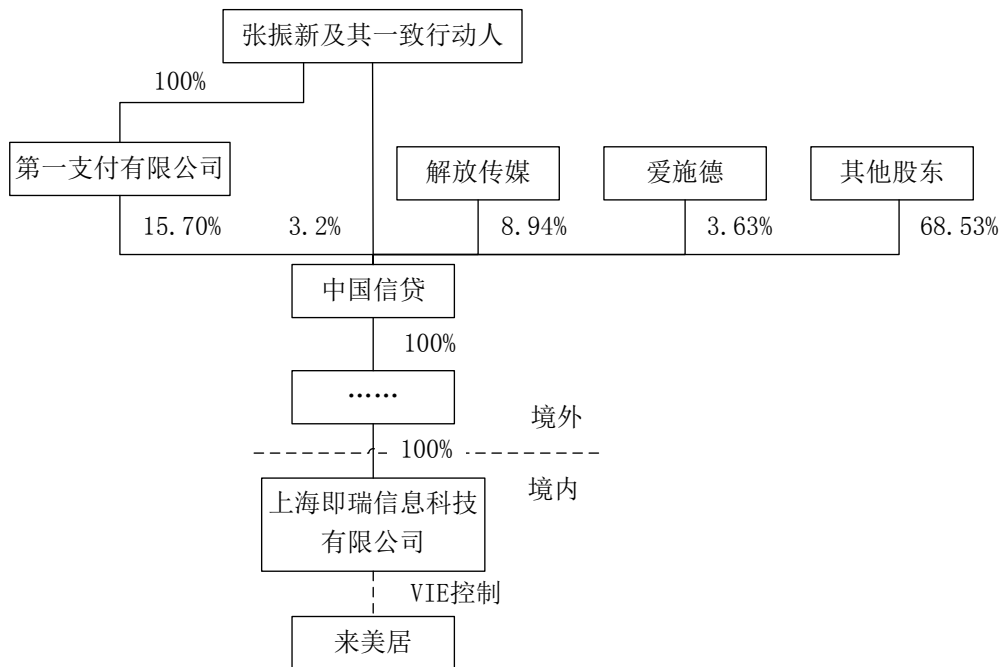 张振新及其一致行动人
100%
第一支付有限公司
解放传媒
爱施德
其他股东
15.70%
3.2%
8.94%
3.63%
68.53%
中国信贷
100%
……
境外
100%
境内
上海即瑞信息科技
有限公司
VIE控制
来美居